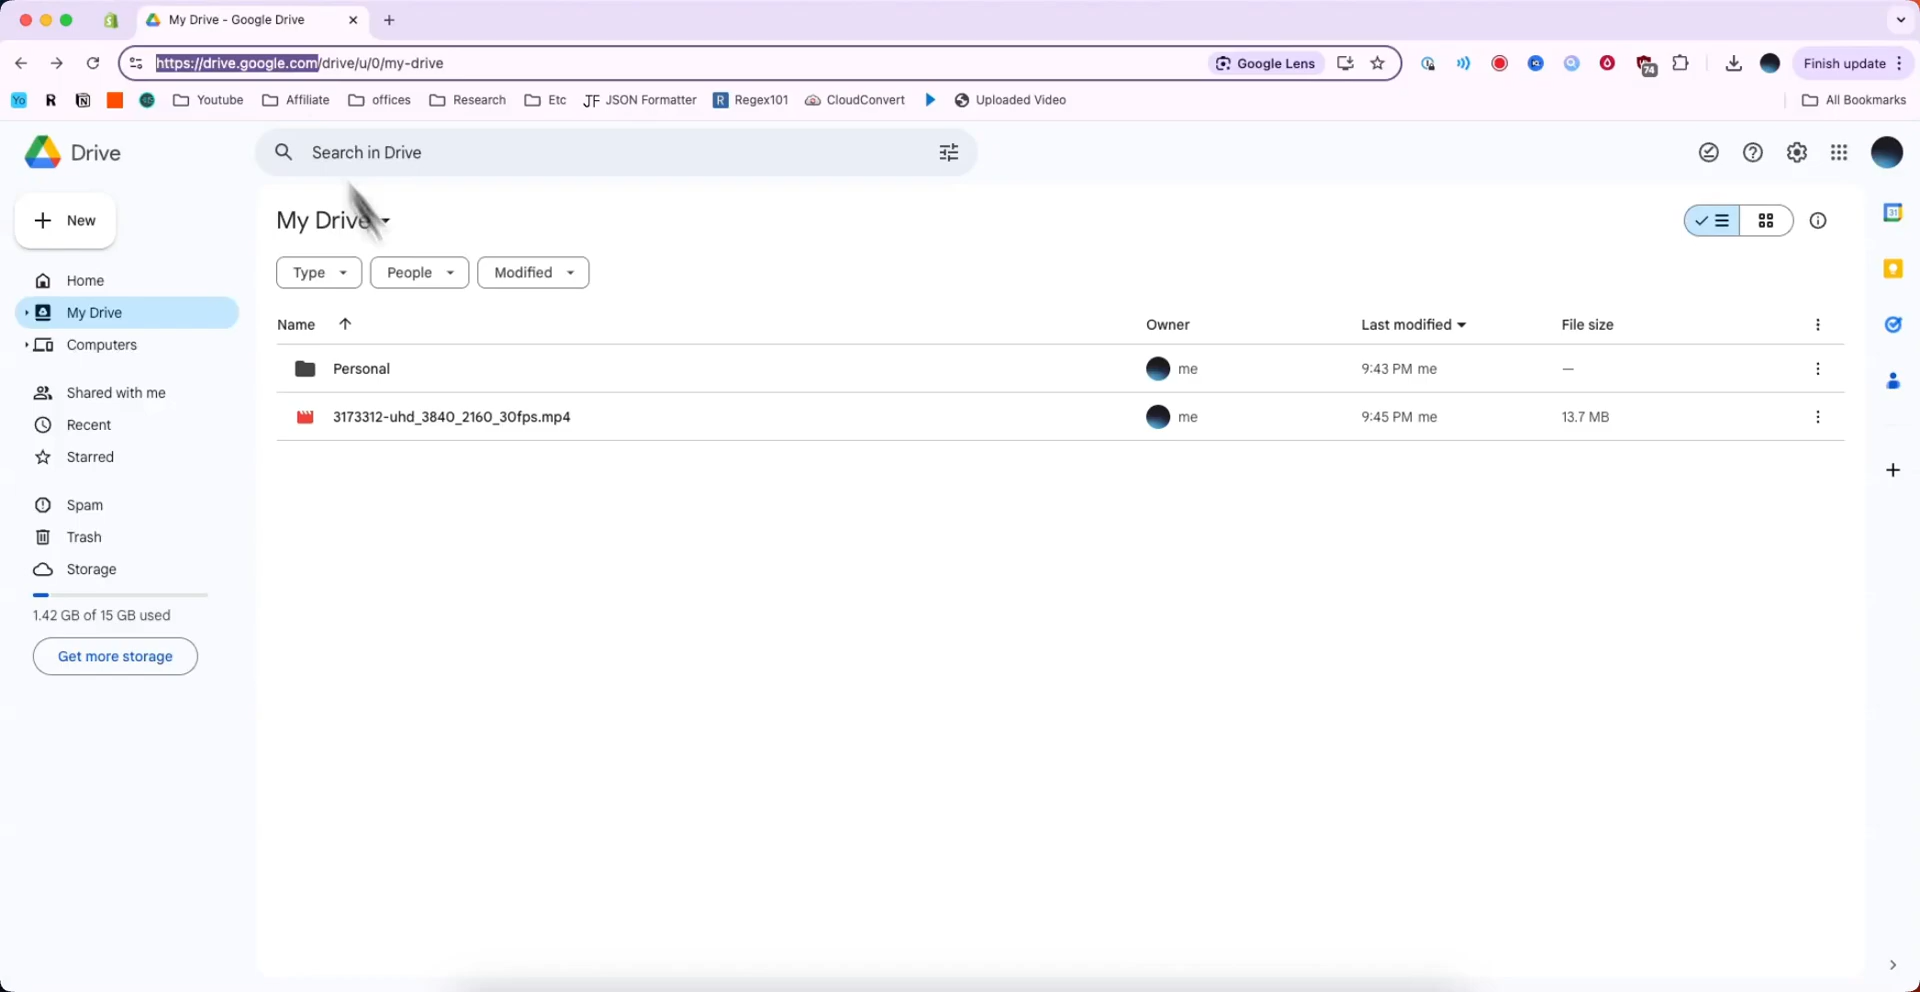 My Drive - Google Drive
https://drive.google.com/drive/u/0/my-drive
Google Lens
74
Finish update
Yo
R
Youtube
Affiliate
offices
Research
Etc
JF JSON Formatter
R Regex101
CloudConvert
Uploaded Video
All Bookmarks
Drive
Search in Drive
New
My Drive
31
Type
People
Modified
Home
My Drive
Computers
Shared with me
Recent
Starred
Spam
Trash
Storage
1.42 GB of 15 GB used
Get more storage
Name Owner Last modified File size
Personal me 9:43 PM me —
3173312-uhd_3840_2160_30fps.mp4 me 9:45 PM me 13.7 MB